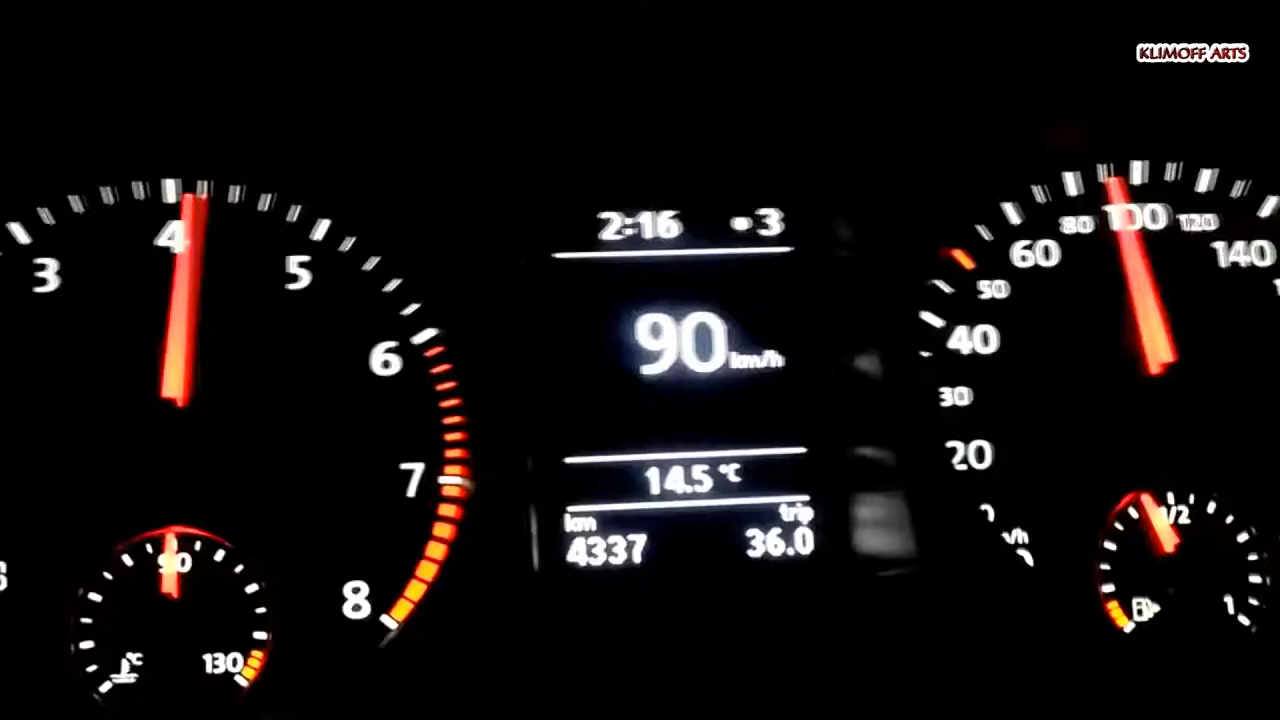 KLIMOFF ARTS
2:16 •3
90 km/h
14.5 °C
km trip
4337 36.0
3 4 5 6 7 8
90
°C 130
20 30 40 50 60 80 100 120 140
1/2
1